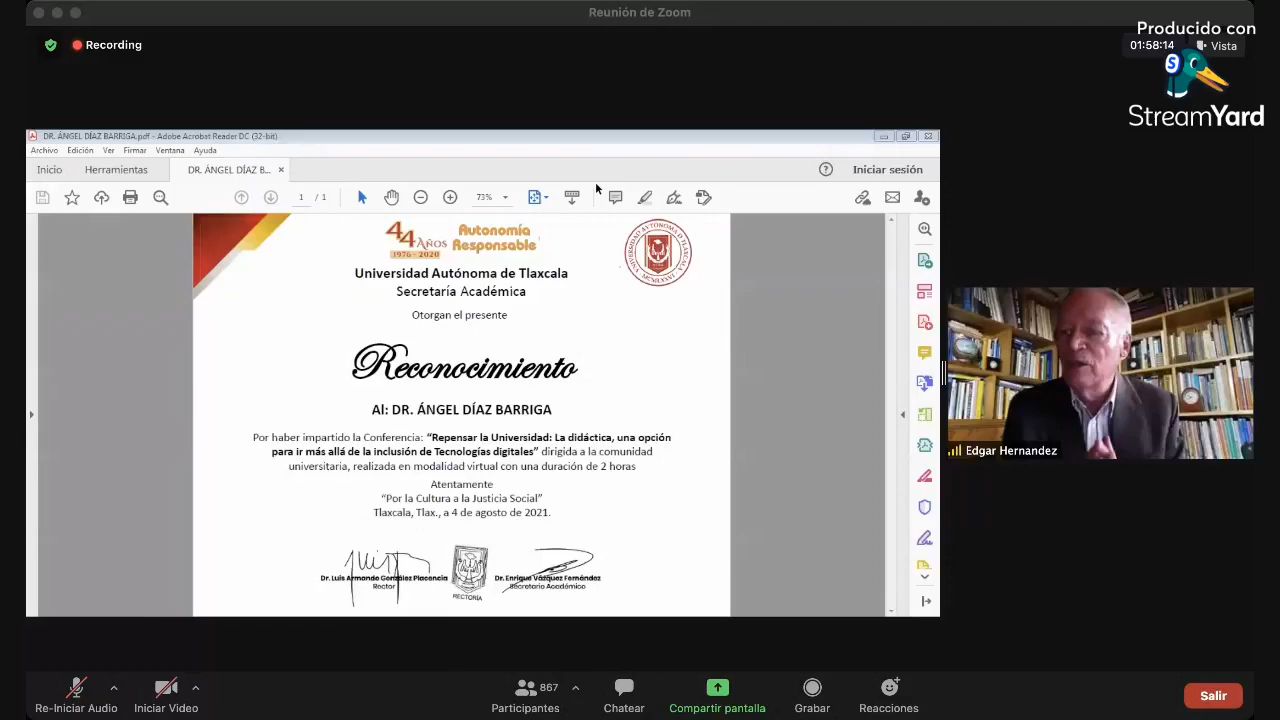 Reunión de Zoom
Producido con
Recording
01:58:14
Vista
StreamYard
DR. ÁNGEL DÍAZ BARRIGA.pdf - Adobe Acrobat Reader DC (32-bit)
Archivo Edición Ver Firmar Ventana Ayuda
Inicio Herramientas DR. ÁNGEL DÍAZ B... Iniciar sesión
1 / 1 73%
44 Años
1976 - 2020
Autonomía
Responsable
Universidad Autónoma de Tlaxcala
Secretaría Académica
Otorgan el presente
Reconocimiento
Al: DR. ÁNGEL DÍAZ BARRIGA
Por haber impartido la Conferencia: “Repensar la Universidad: La didáctica, una opción
para ir más allá de la inclusión de Tecnologías digitales” dirigida a la comunidad
universitaria, realizada en modalidad virtual con una duración de 2 horas
Atentamente
“Por la Cultura a la Justicia Social”
Tlaxcala, Tlax., a 4 de agosto de 2021.
Dr. Luis Armando González Placencia
Rector
RECTORÍA
Dr. Enrique Vázquez Fernández
Secretario Académico
Edgar Hernandez
Re-Iniciar Audio
Iniciar Video
867
Participantes
Chatear
Compartir pantalla
Grabar
Reacciones
Salir